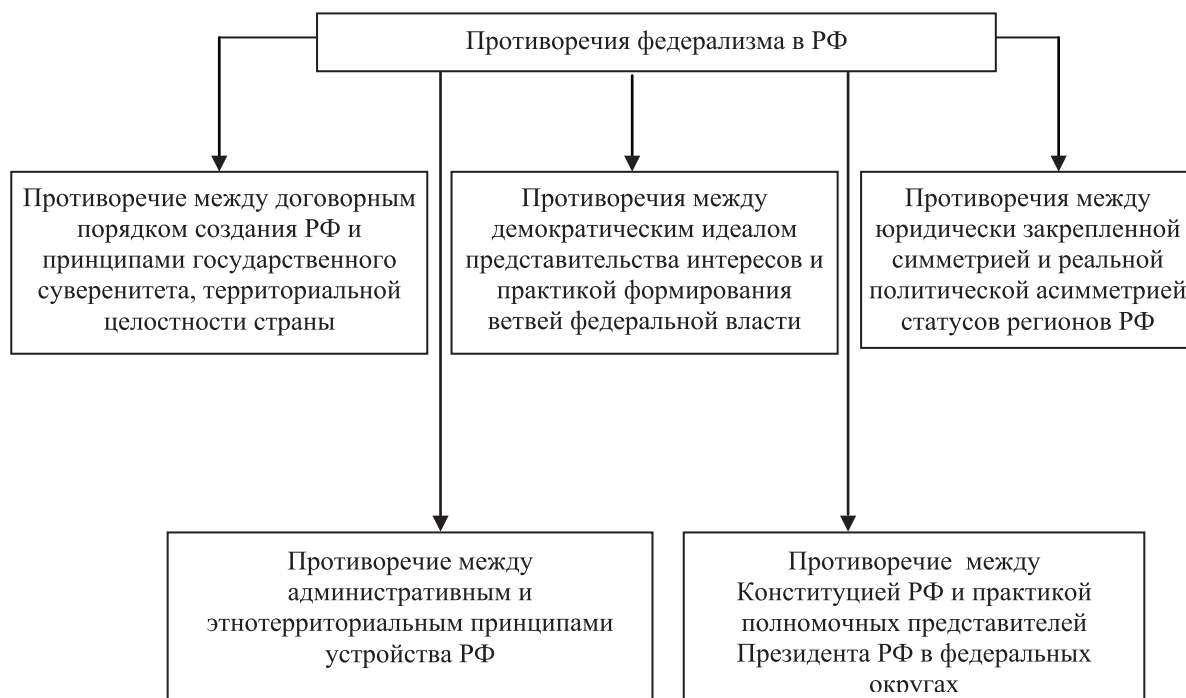 Противоречия федерализма в РФ
Противоречие между договорным
порядком создания РФ и
принципами государственного
суверенитета, территориальной
целостности страны
Противоречия между
демократическим идеалом
представительства интересов и
практикой формирования
ветвей федеральной власти
Противоречия между
юридически закрепленной
симметрией и реальной
политической асимметрией
статусов регионов РФ
Противоречие между
административным и
этнотерриториальным принципами
устройства РФ
Противоречие между
Конституцией РФ и практикой
полномочных представителей
Президента РФ в федеральных
округах